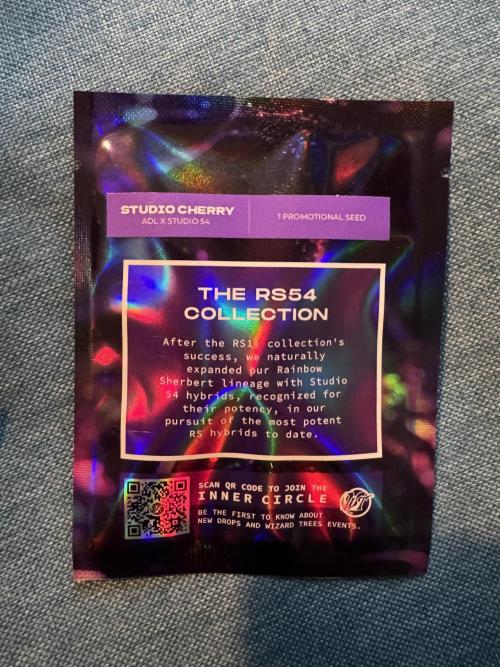 STUDIO CHERRY
ADL X STUDIO 54
1 PROMOTIONAL SEED
THE RS54
COLLECTION
After the RS11 collection's
success, we naturally
expanded our Rainbow
Sherbert lineage with Studio
54 hybrids, recognized for
their potency, in our
pursuit of the most potent
RS hybrids to date.
SCAN QR CODE TO JOIN THE
INNER CIRCLE
BE THE FIRST TO KNOW ABOUT
NEW DROPS AND WIZARD TREES EVENTS.